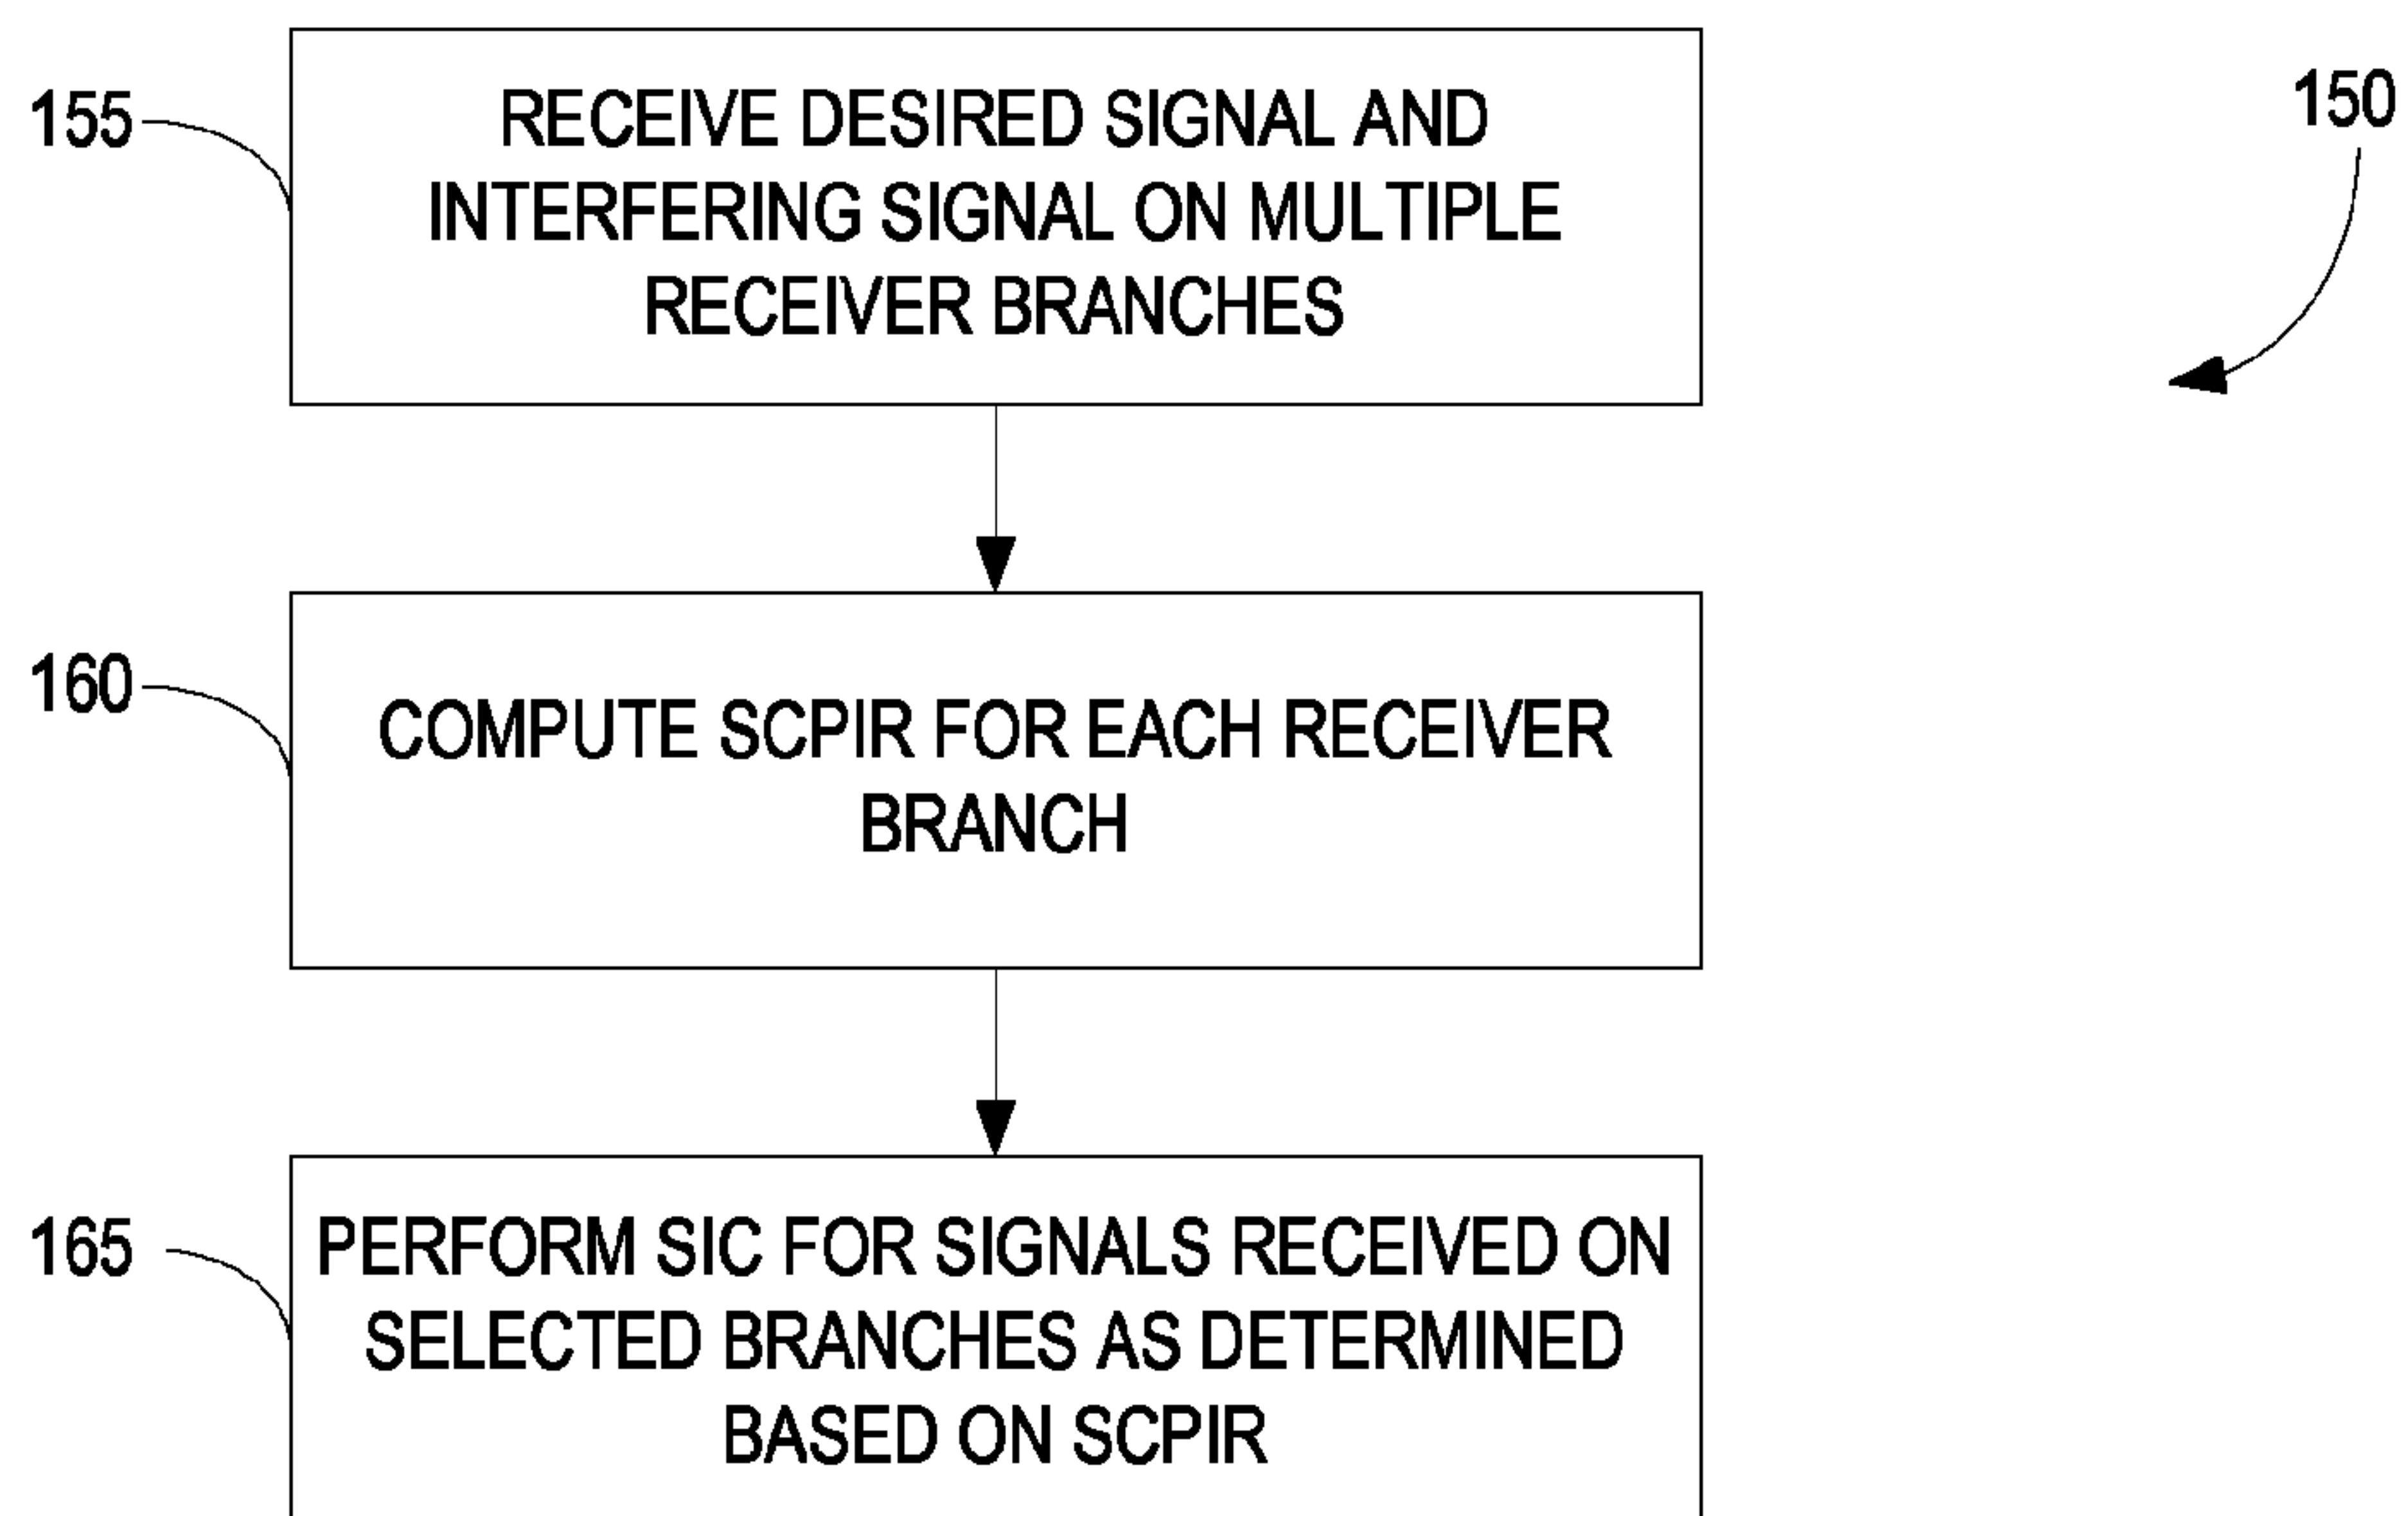 155
RECEIVE DESIRED SIGNAL AND
INTERFERING SIGNAL ON MULTIPLE
RECEIVER BRANCHES
150
160
COMPUTE SCPIR FOR EACH RECEIVER
BRANCH
165
PERFORM SIC FOR SIGNALS RECEIVED ON
SELECTED BRANCHES AS DETERMINED
BASED ON SCPIR